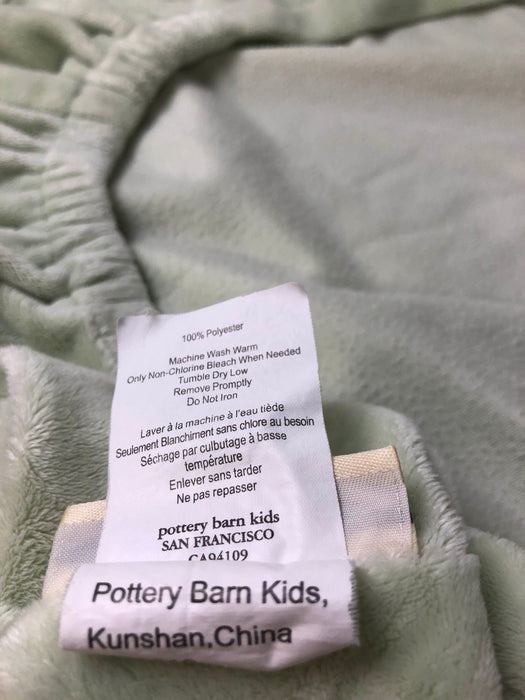 100% Polyester
Machine Wash Warm
Only Non-Chlorine Bleach When Needed
Tumble Dry Low
Remove Promptly
Do Not Iron
Laver à la machine à l'eau tiède
Seulement Blanchiment sans chlore au besoin
Séchage par culbutage à basse
température
Enlever sans tarder
Ne pas repasser
pottery barn kids
SAN FRANCISCO
CA94109
Pottery Barn Kids,
Kunshan,China